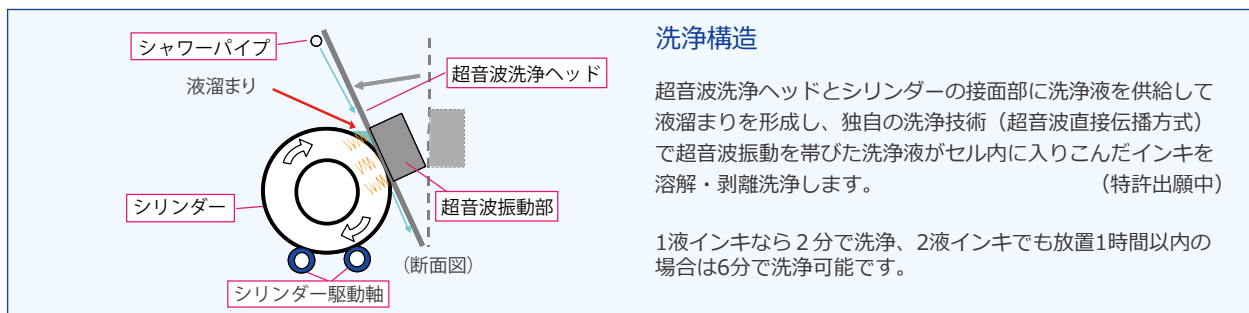 シャワーパイプ
超音波洗浄ヘッド
液溜まり
シリンダー
超音波振動部
(断面図)
シリンダー駆動軸
洗浄構造
超音波洗浄ヘッドとシリンダーの接面部に洗浄液を供給して
液溜まりを形成し、独自の洗浄技術（超音波直接伝播方式）
で超音波振動を帯びた洗浄液がセル内に入りこんだインキを
溶解・剥離洗浄します。　（特許出願中）
1液インキなら２分で洗浄、2液インキでも放置1時間以内の
場合は6分で洗浄可能です。